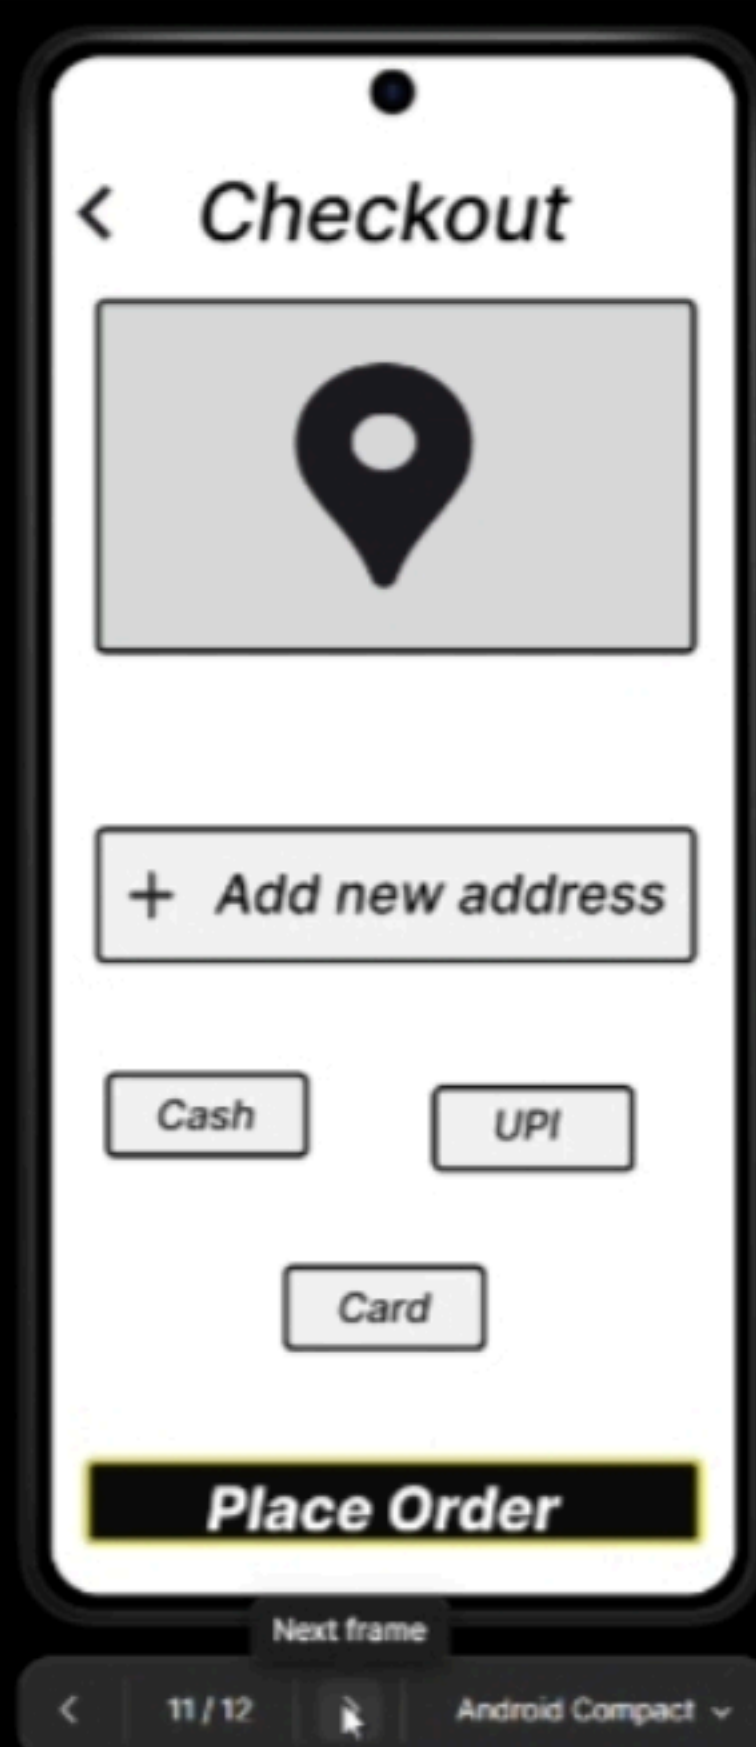 Checkout
Add new address
Cash
UPI
Card
Place Order
Next frame
11 / 12
Android Compact